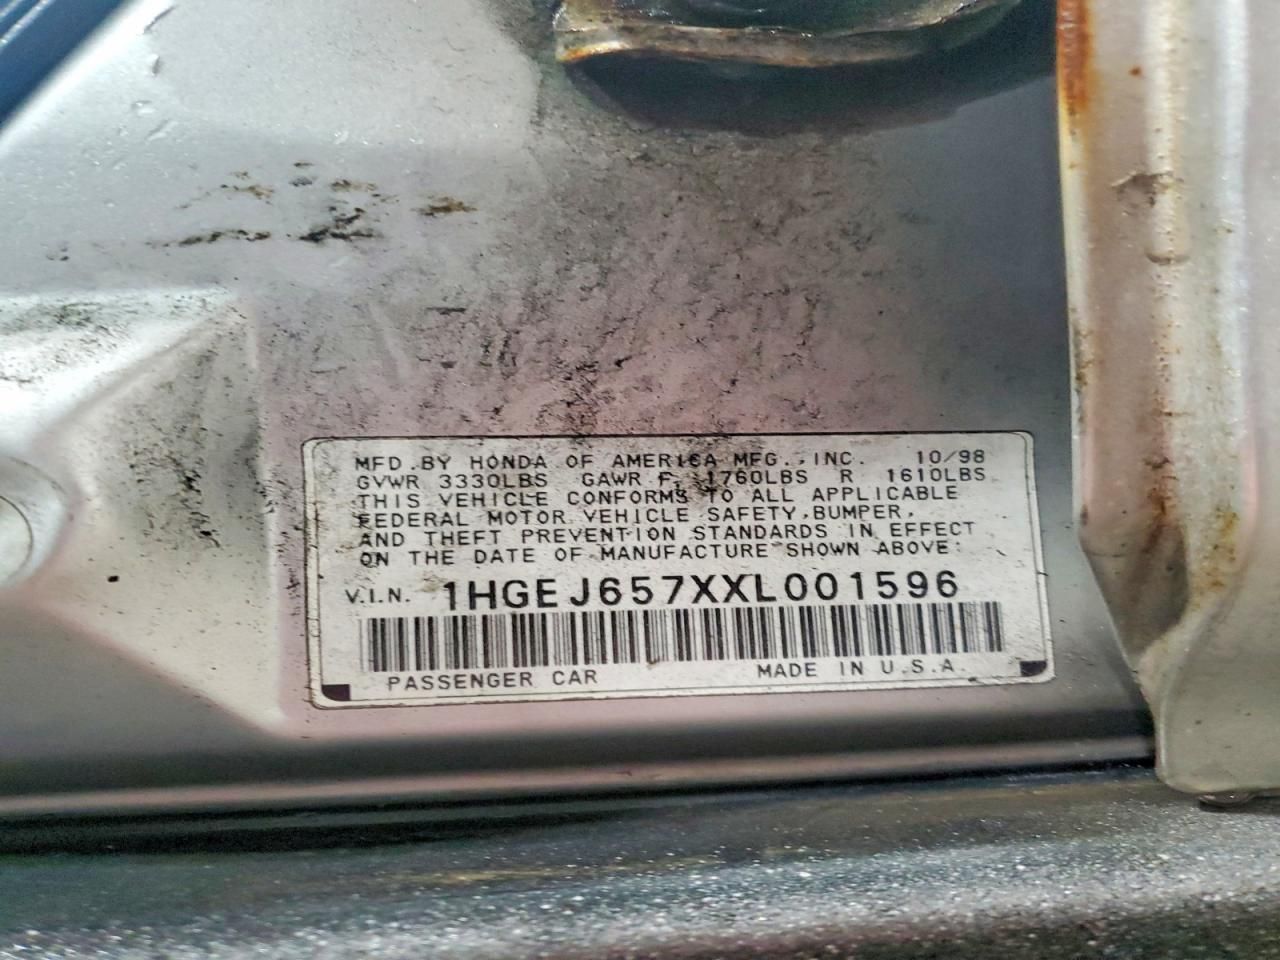 MFD. BY HONDA OF AMERICA MFG., INC. 10/98
GVWR 3330LBS GAWR F 1760LBS R 1610LBS
THIS VEHICLE CONFORMS TO ALL APPLICABLE
FEDERAL MOTOR VEHICLE SAFETY, BUMPER,
AND THEFT PREVENTION STANDARDS IN EFFECT
ON THE DATE OF MANUFACTURE SHOWN ABOVE:
V.I.N. 1HGEJ657XXL001596
PASSENGER CAR MADE IN U.S.A.